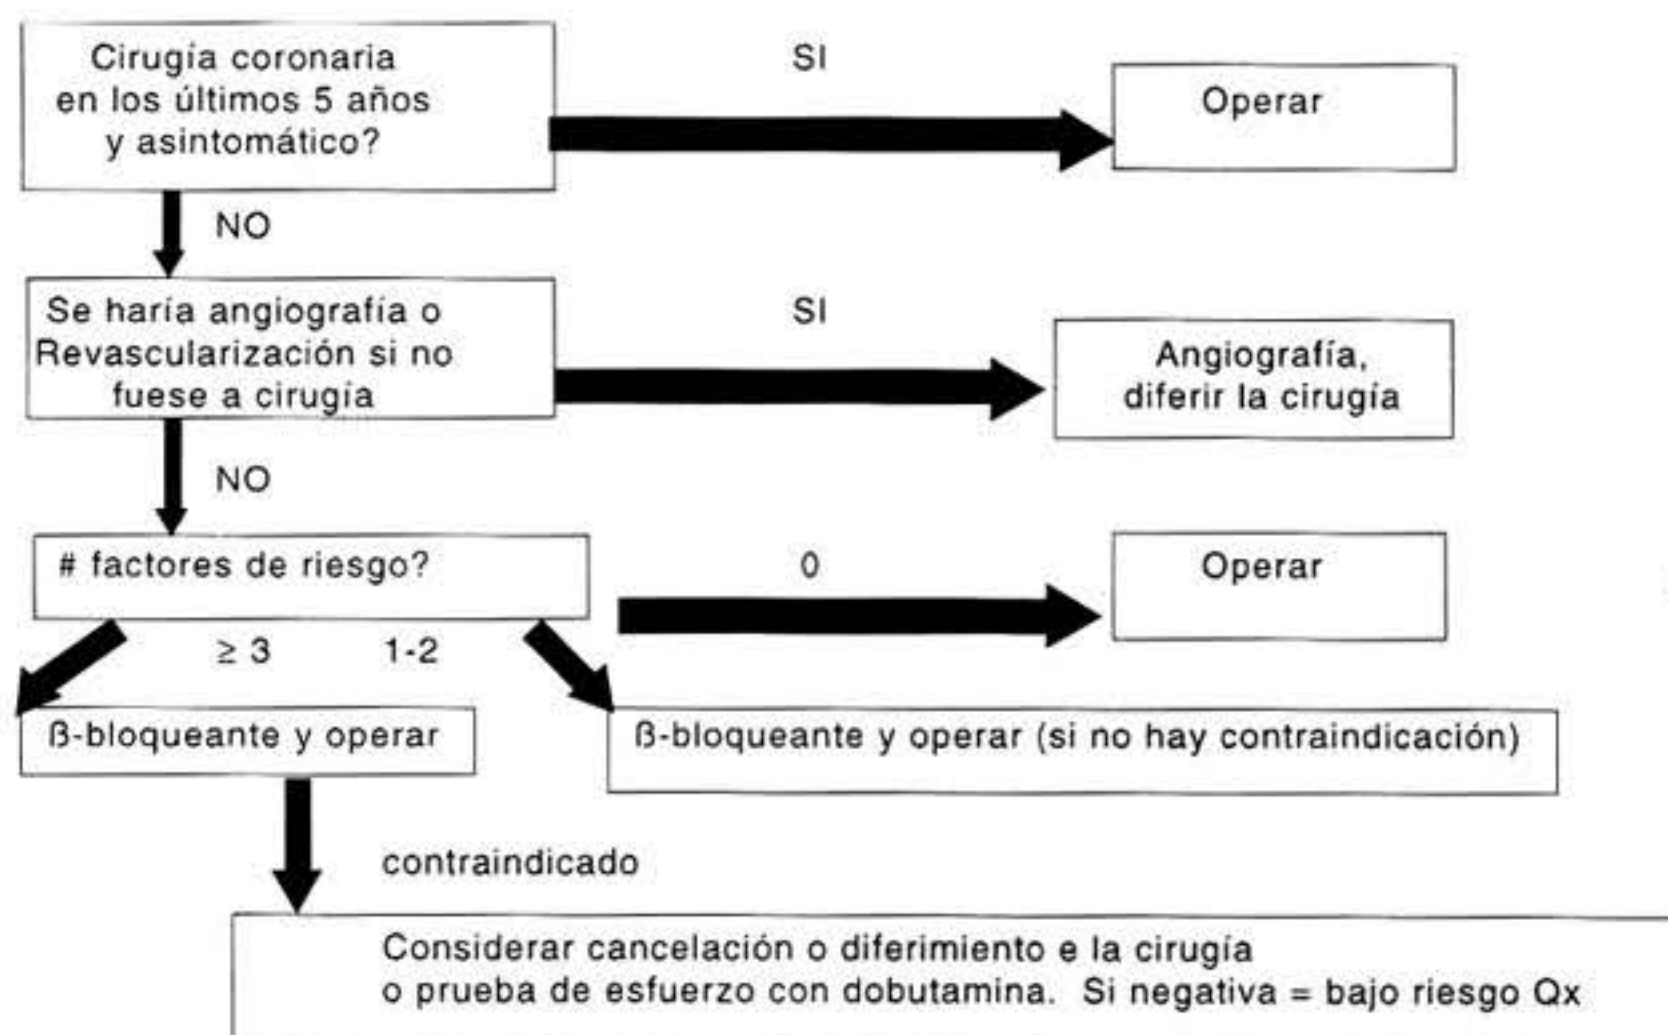 Cirugía coronaria
en los últimos 5 años
y asintomático?
SI
Operar
NO
Se haría angiografía o
Revascularización si no
fuese a cirugía
SI
Angiografía,
diferir la cirugía
NO
# factores de riesgo?
0
Operar
≥ 3
1-2
ß-bloqueante y operar
ß-bloqueante y operar (si no hay contraindicación)
contraindicado
Considerar cancelación o diferimiento e la cirugía
o prueba de esfuerzo con dobutamina. Si negativa = bajo riesgo Qx